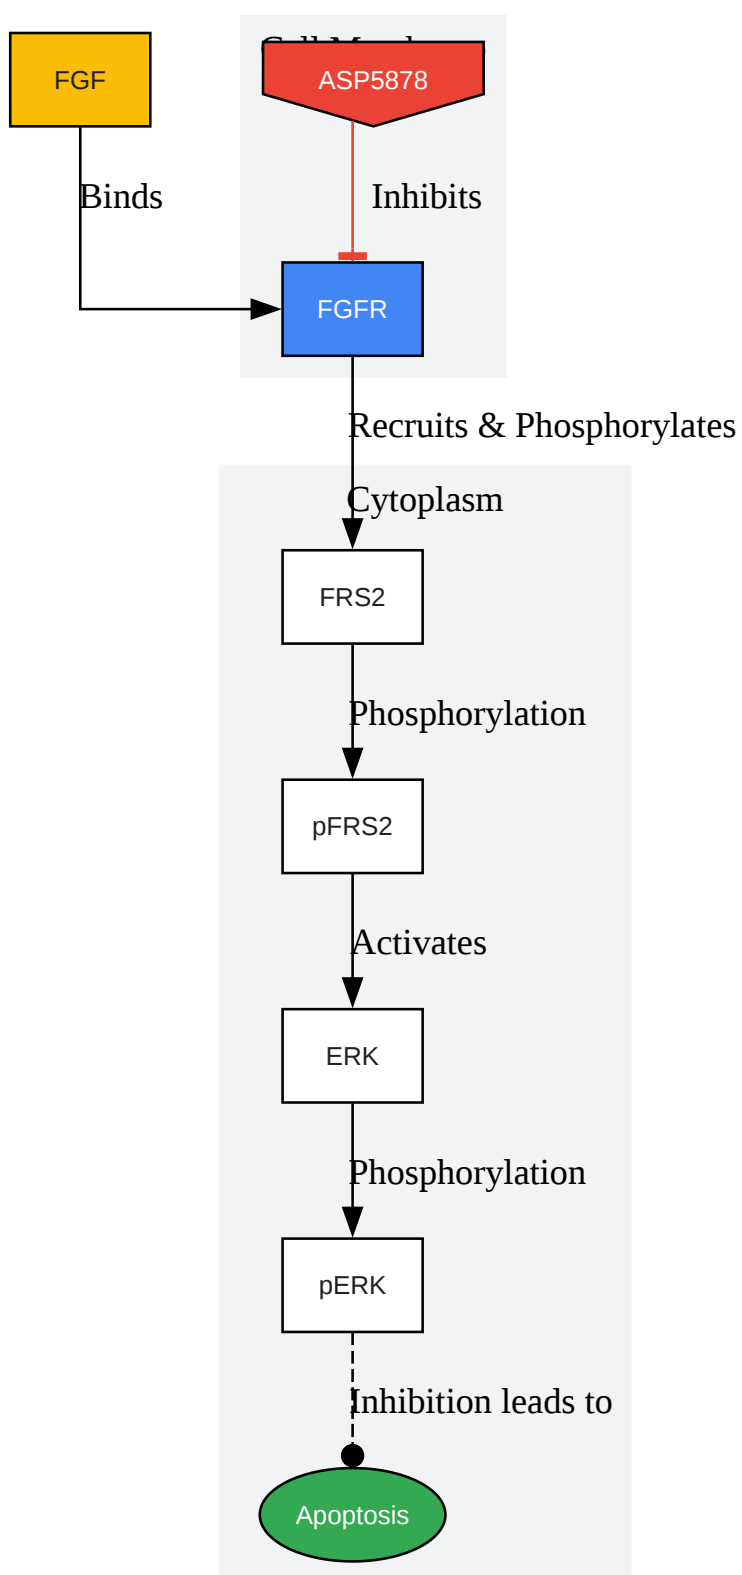 FGF
ASP5878
Binds
Inhibits
FGFR
Recruits & Phosphorylates
Cytoplasm
FRS2
Phosphorylation
pFRS2
Activates
ERK
Phosphorylation
pERK
Inhibition leads to
Apoptosis